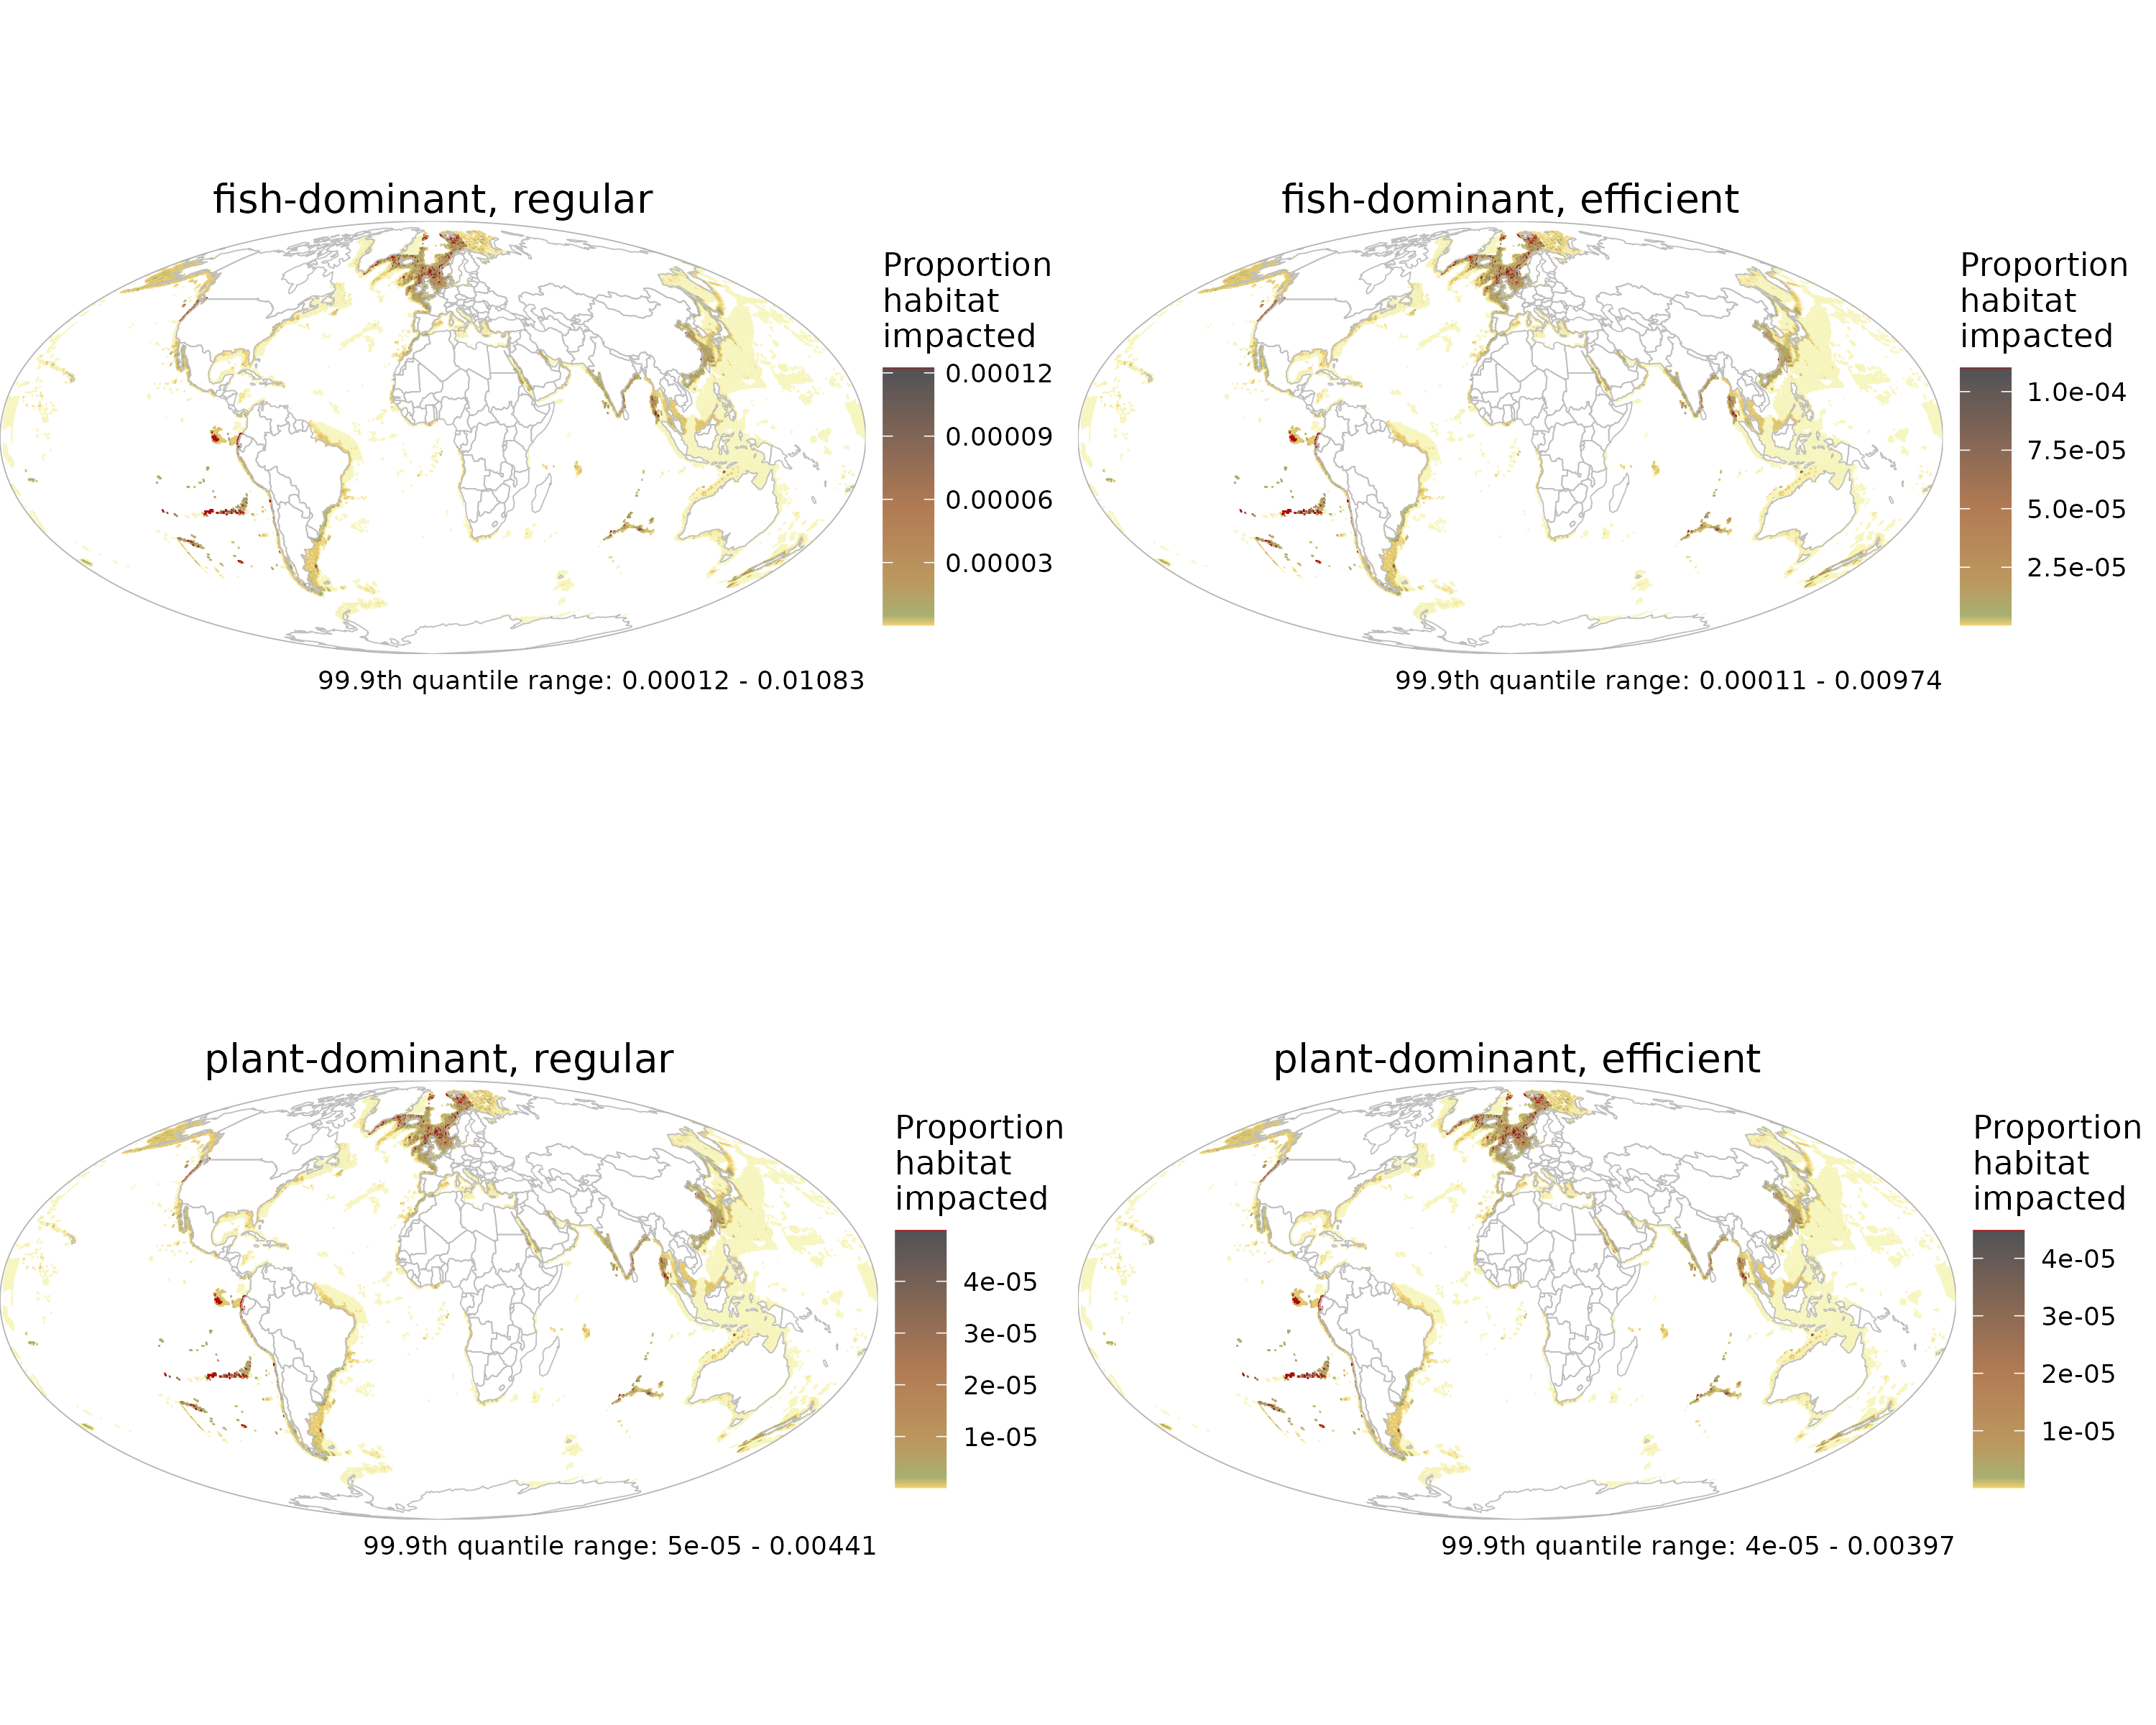 fish-dominant, regular
Proportion
habitat
impacted
0.00012
0.00009
0.00006
0.00003
99.9th quantile range: 0.00012 - 0.01083
fish-dominant, efficient
Proportion
habitat
impacted
1.0e-04
7.5e-05
5.0e-05
2.5e-05
99.9th quantile range: 0.00011 - 0.00974
plant-dominant, regular
Proportion
habitat
impacted
4e-05
3e-05
2e-05
1e-05
99.9th quantile range: 5e-05 - 0.00441
plant-dominant, efficient
Proportion
habitat
impacted
4e-05
3e-05
2e-05
1e-05
99.9th quantile range: 4e-05 - 0.00397